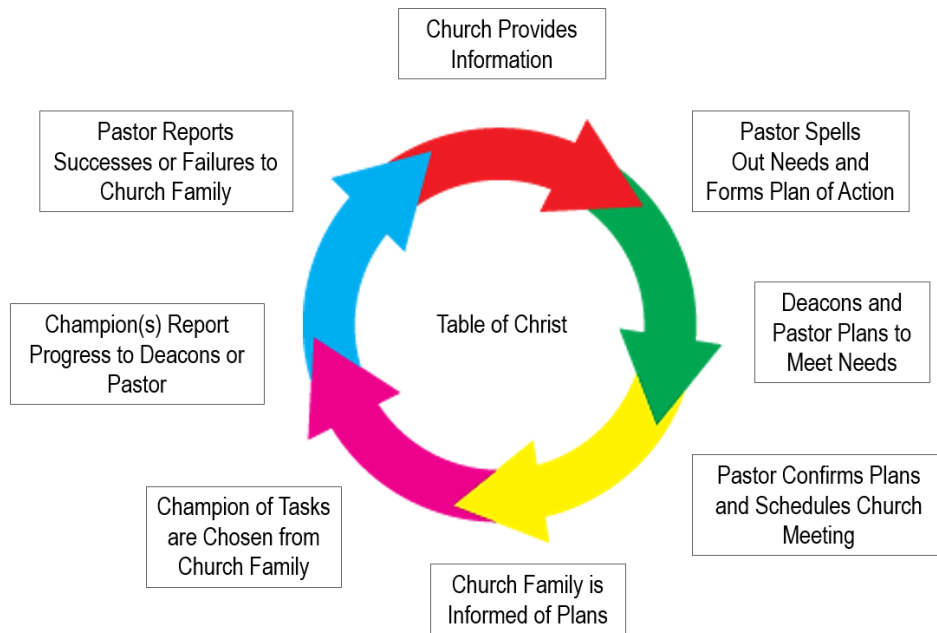 Church Provides
Information
Pastor Spells
Out Needs and
Forms Plan of Action
Deacons and
Pastor Plans to
Meet Needs
Pastor Confirms Plans
and Schedules Church
Meeting
Church Family is
Informed of Plans
Champion of Tasks
are Chosen from
Church Family
Champion(s) Report
Progress to Deacons or
Pastor
Pastor Reports
Successes or Failures to
Church Family
Table of Christ